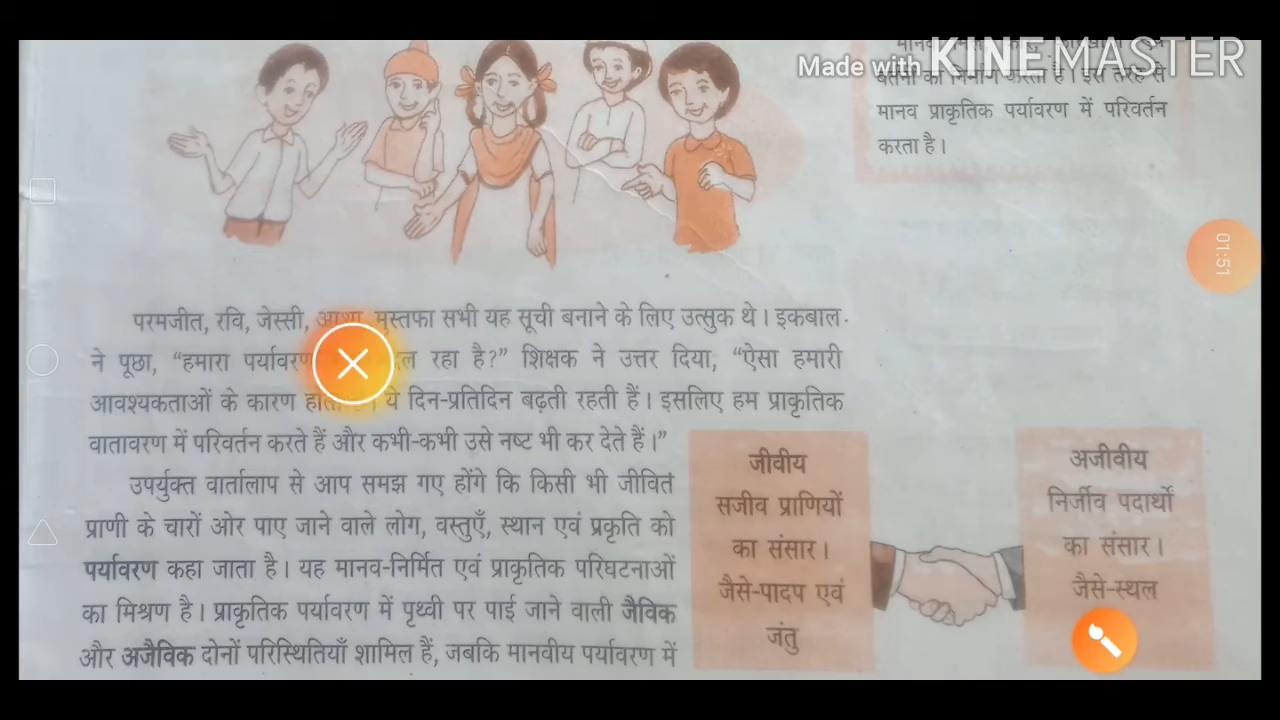 Made with KINEMASTER
मानव प्राकृतिक पर्यावरण में परिवर्तन
करता है।
01:51
परमजीत, रवि, जेस्सी, मुस्तफा सभी यह सूची बनाने के लिए उत्सुक थे। इकबाल
ने पूछा, “हमारा पर्यावरण रहा है?” शिक्षक ने उत्तर दिया, “ऐसा हमारी
आवश्यकताओं के कारण ये दिन-प्रतिदिन बढ़ती रहती हैं। इसलिए हम प्राकृतिक
वातावरण में परिवर्तन करते हैं और कभी-कभी उसे नष्ट भी कर देते हैं।”
उपर्युक्त वार्तालाप से आप समझ गए होंगे कि किसी भी जीवित
प्राणी के चारों ओर पाए जाने वाले लोग, वस्तुएँ, स्थान एवं प्रकृति को
पर्यावरण कहा जाता है। यह मानव-निर्मित एवं प्राकृतिक परिघटनाओं
का मिश्रण है। प्राकृतिक पर्यावरण में पृथ्वी पर पाई जाने वाली जैविक
और अजैविक दोनों परिस्थितियाँ शामिल हैं, जबकि मानवीय पर्यावरण में
जीवीय
सजीव प्राणियों
का संसार।
जैसे-पादप एवं
जंतु
अजीवीय
निर्जीव पदार्थों
का संसार।
जैसे-स्थल